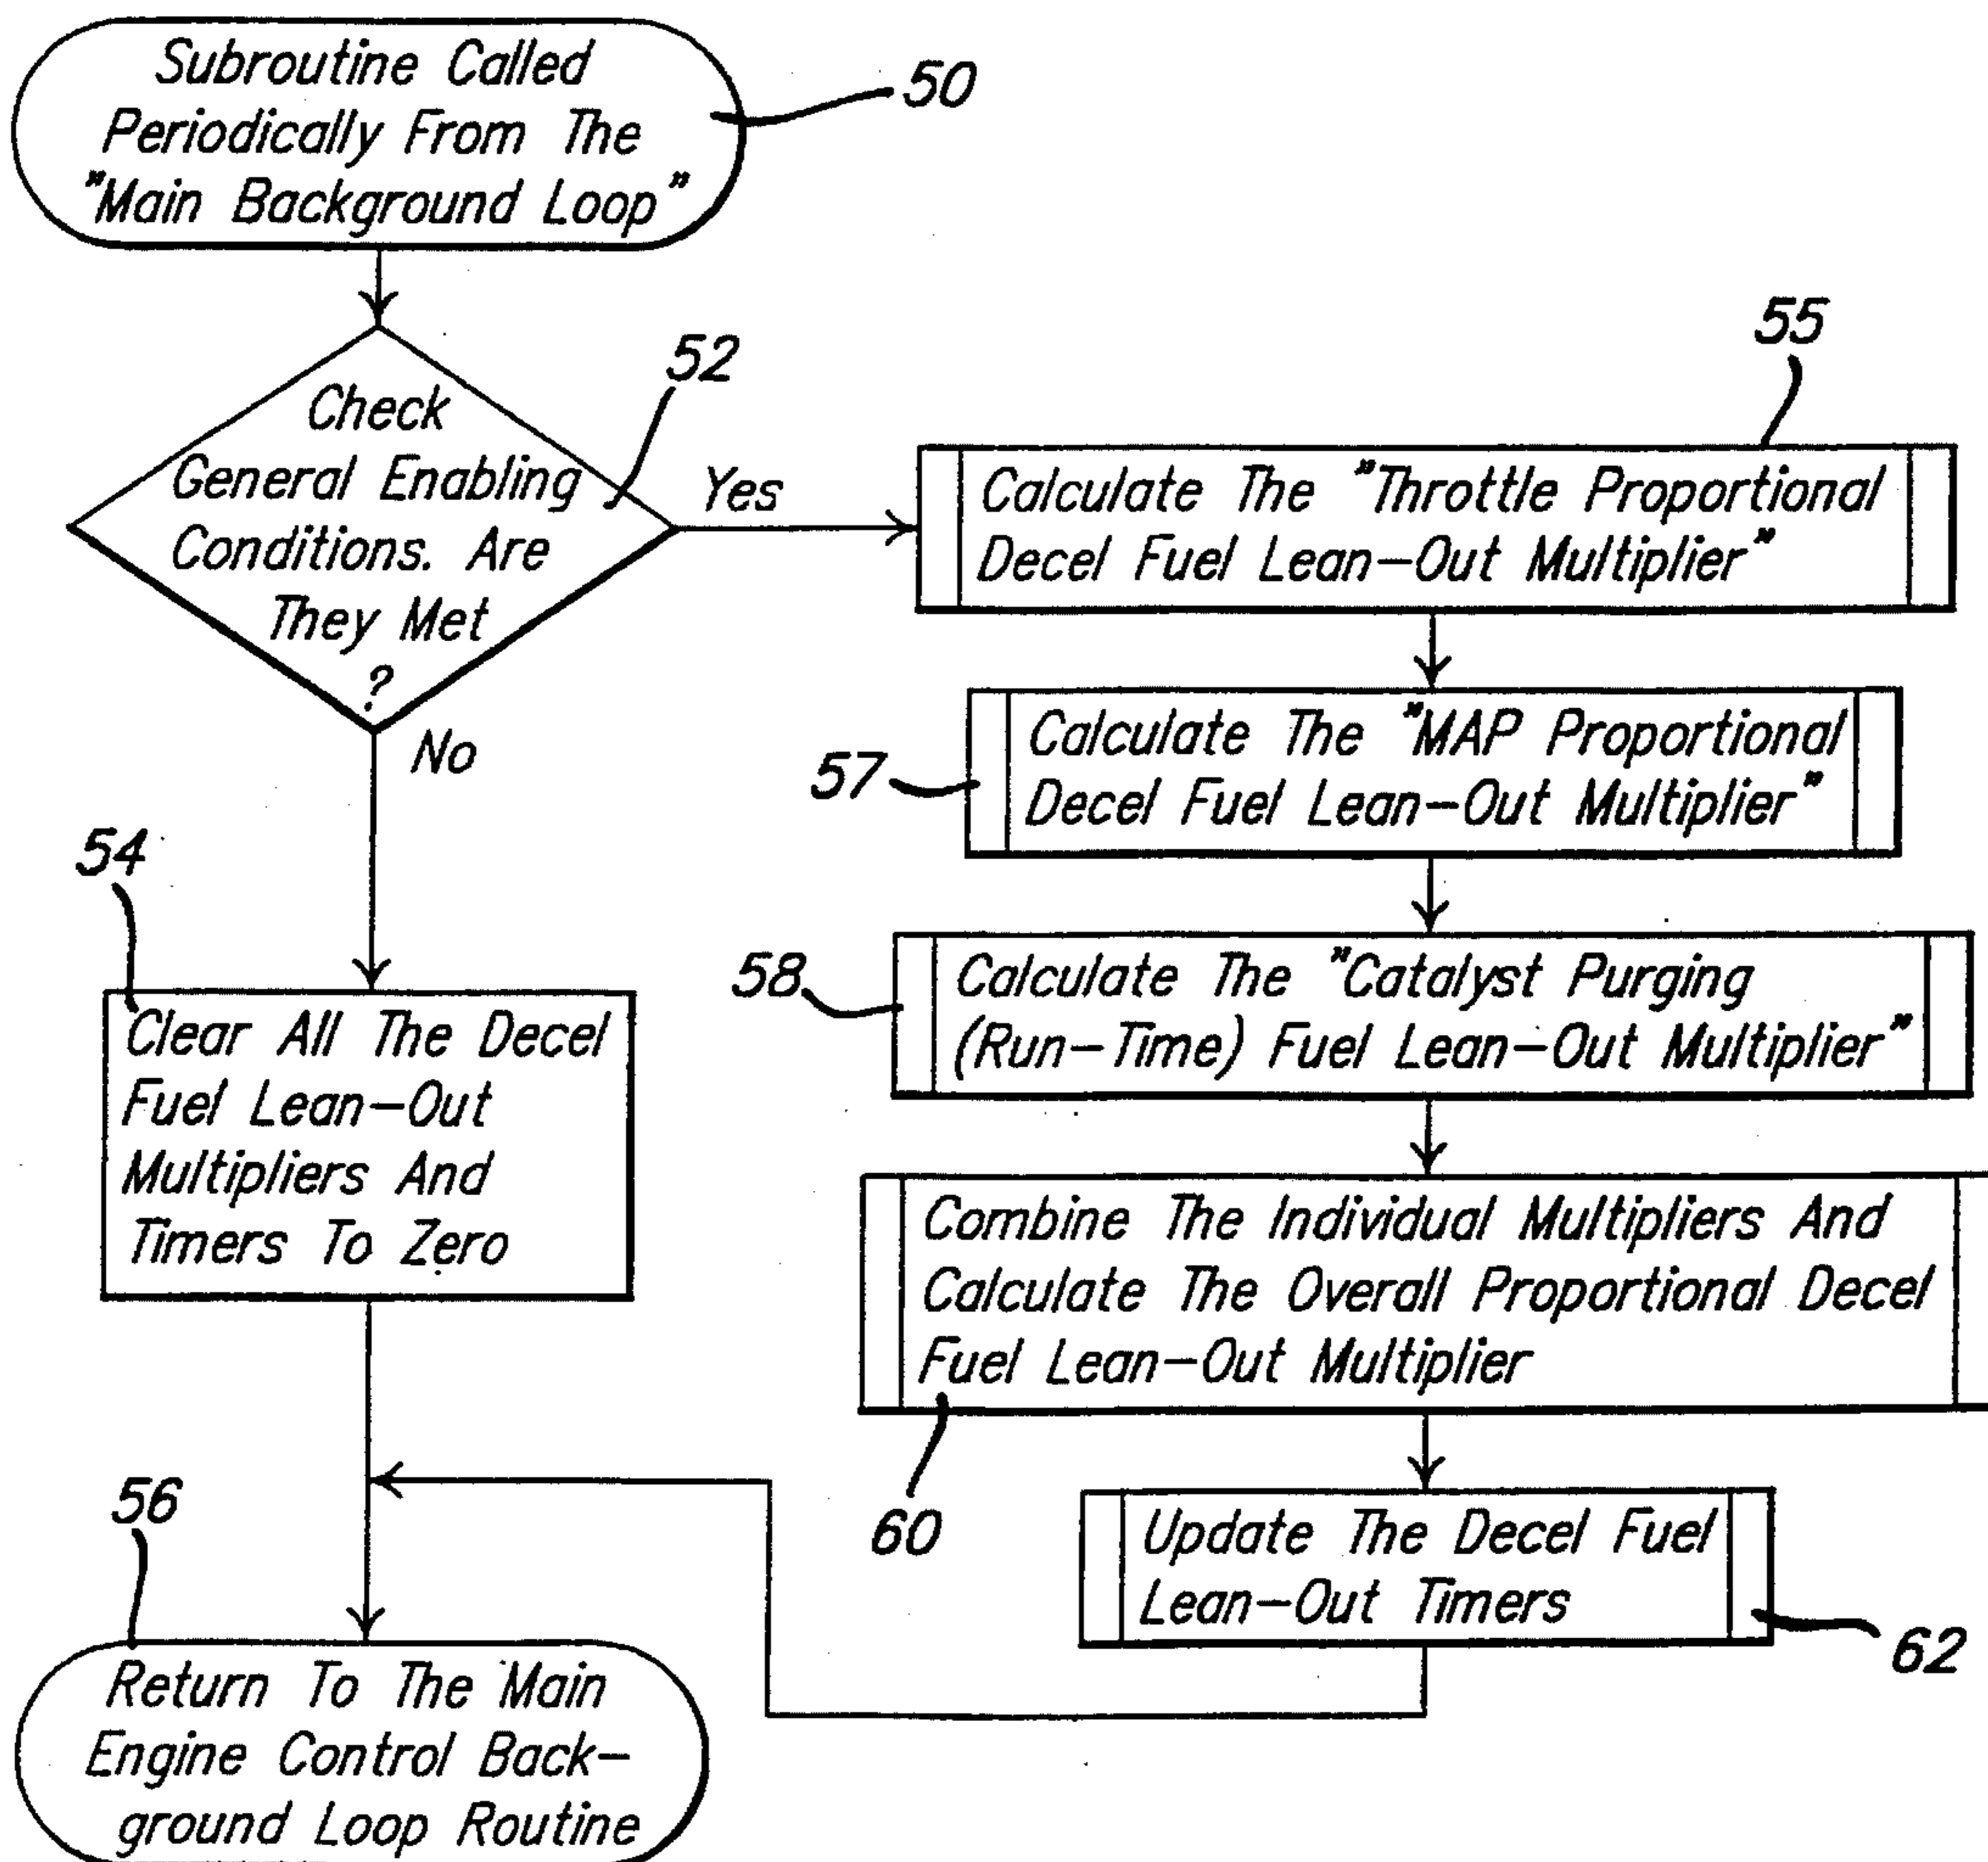 Subroutine Called
Periodically From The
"Main Background Loop"
50
Check
General Enabling
Conditions. Are
They Met
?
52
Yes
No
55
Calculate The "Throttle Proportional
Decel Fuel Lean-Out Multiplier"
57
Calculate The "MAP Proportional
Decel Fuel Lean-Out Multiplier"
58
Calculate The "Catalyst Purging
(Run-Time) Fuel Lean-Out Multiplier"
Combine The Individual Multipliers And
Calculate The Overall Proportional Decel
Fuel Lean-Out Multiplier
60
Update The Decel Fuel
Lean-Out Timers
62
54
Clear All The Decel
Fuel Lean-Out
Multipliers And
Timers To Zero
56
Return To The Main
Engine Control Back-
ground Loop Routine